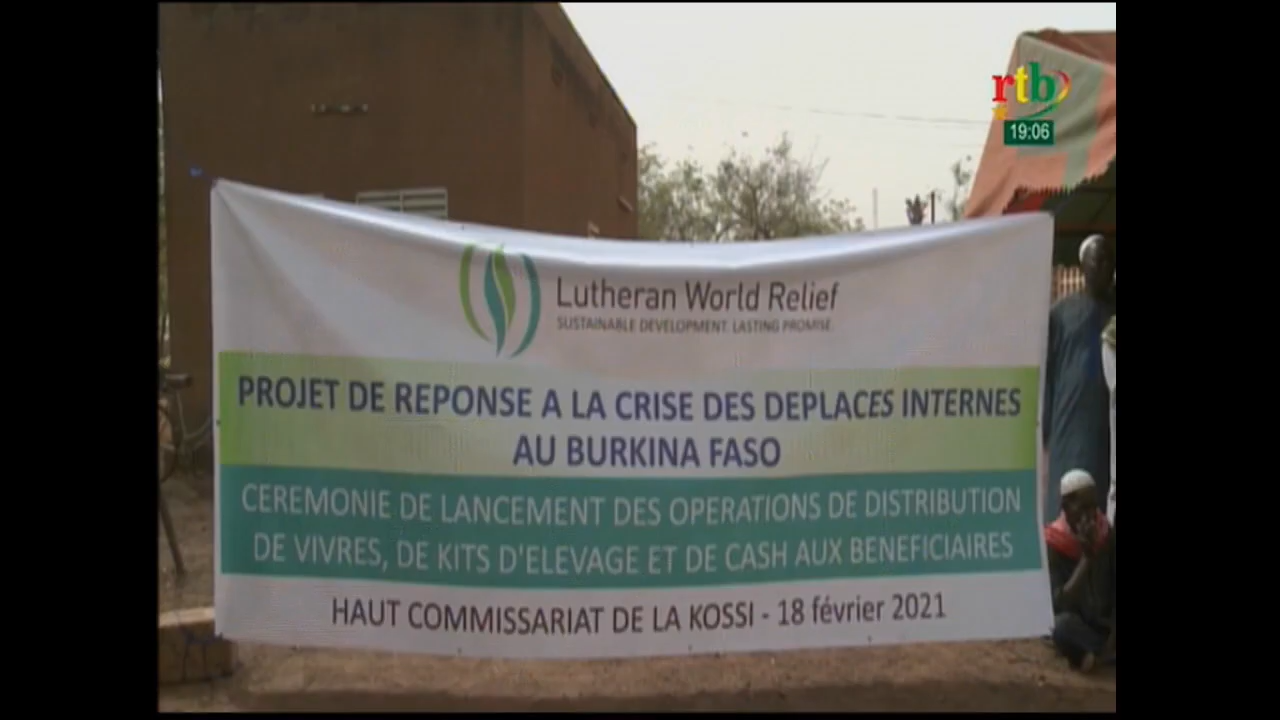 rtb
19:06
Lutheran World Relief
SUSTAINABLE DEVELOPMENT. LASTING PROMISE.
PROJET DE REPONSE A LA CRISE DES DEPLACES INTERNES
AU BURKINA FASO
CEREMONIE DE LANCEMENT DES OPERATIONS DE DISTRIBUTION
DE VIVRES, DE KITS D'ELEVAGE ET DE CASH AUX BENEFICIAIRES
HAUT COMMISSARIAT DE LA KOSSI - 18 février 2021